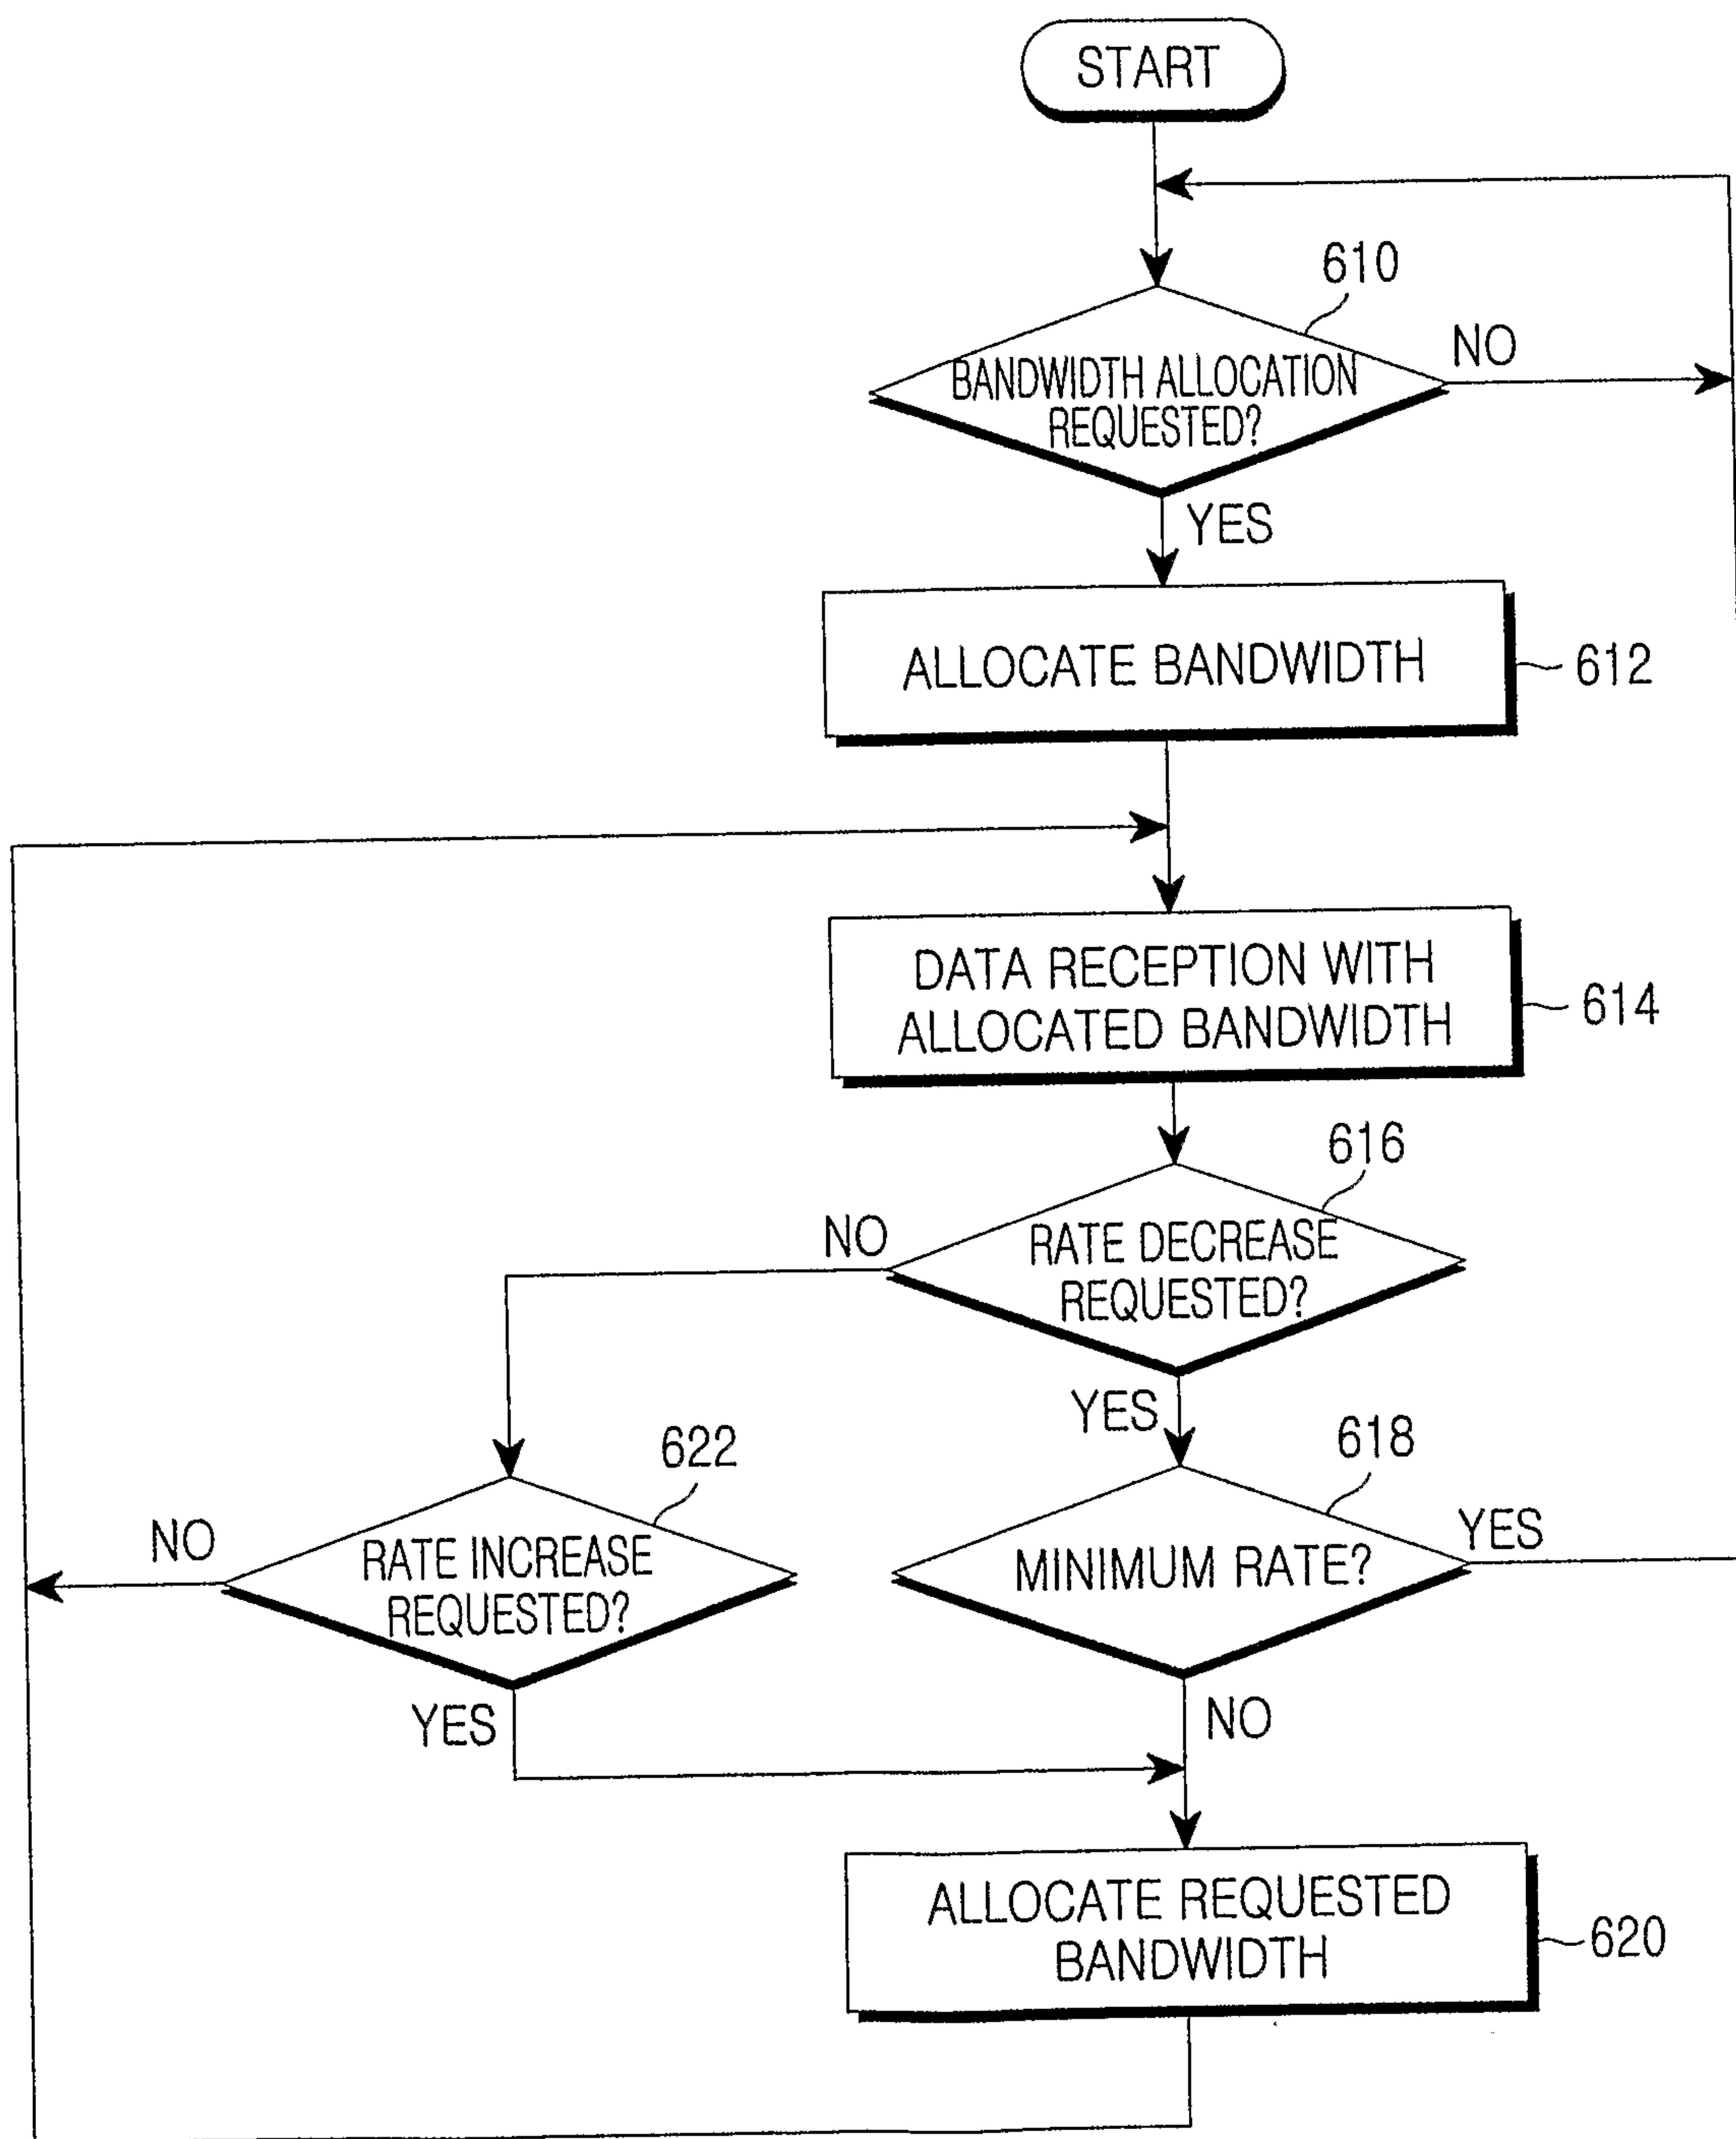 START
610
BANDWIDTH ALLOCATION
REQUESTED?
NO
YES
ALLOCATE BANDWIDTH
612
DATA RECEPTION WITH
ALLOCATED BANDWIDTH
614
616
RATE DECREASE
REQUESTED?
NO
YES
622
618
RATE INCREASE
REQUESTED?
NO
YES
MINIMUM RATE?
YES
NO
ALLOCATE REQUESTED
BANDWIDTH
620